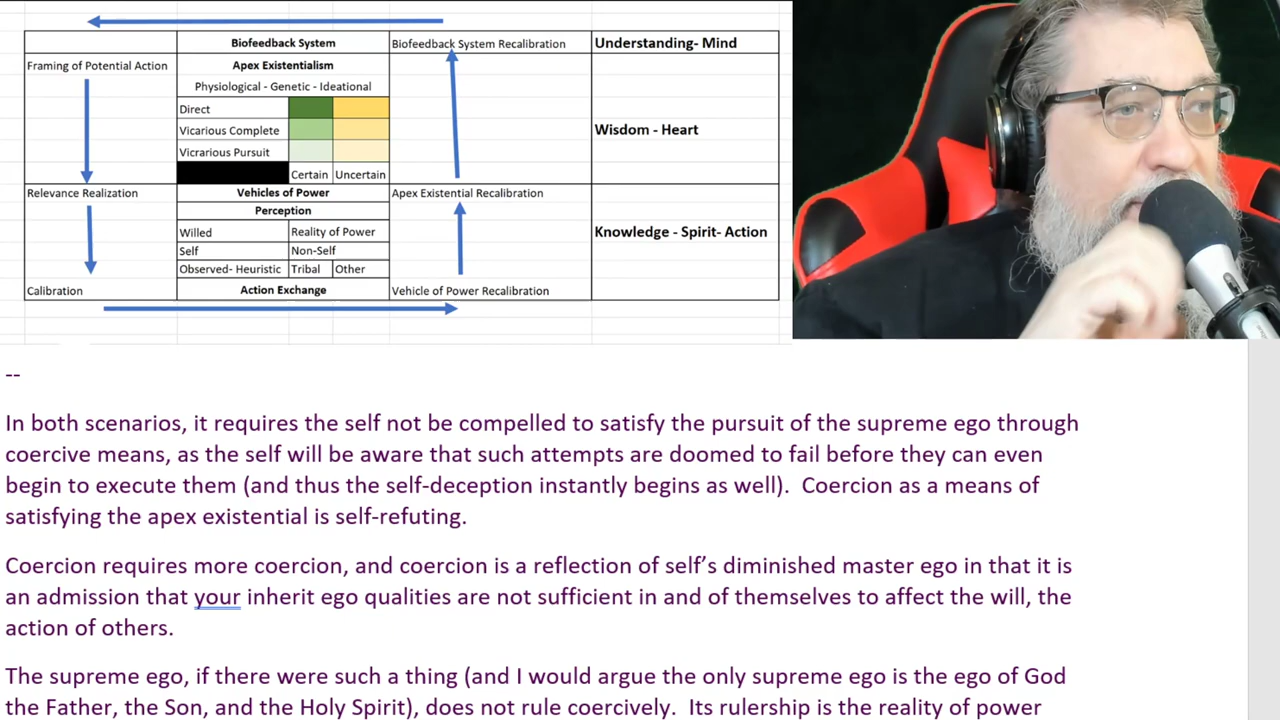 Biofeedback System Biofeedback System Recalibration Understanding- Mind
Framing of Potential Action Apex Existentialism
Physiological - Genetic - Ideational
Direct
Vicarious Complete Wisdom - Heart
Vicrarious Pursuit
Certain Uncertain
Relevance Realization Vehicles of Power Apex Existential Recalibration
Perception
Willed Reality of Power Knowledge - Spirit- Action
Self Non-Self
Observed- Heuristic Tribal Other
Calibration Action Exchange Vehicle of Power Recalibration
--
In both scenarios, it requires the self not be compelled to satisfy the pursuit of the supreme ego through
coercive means, as the self will be aware that such attempts are doomed to fail before they can even
begin to execute them (and thus the self-deception instantly begins as well).  Coercion as a means of
satisfying the apex existential is self-refuting.
Coercion requires more coercion, and coercion is a reflection of self’s diminished master ego in that it is
an admission that your inherit ego qualities are not sufficient in and of themselves to affect the will, the
action of others.
The supreme ego, if there were such a thing (and I would argue the only supreme ego is the ego of God
the Father, the Son, and the Holy Spirit), does not rule coercively.  Its rulership is the reality of power